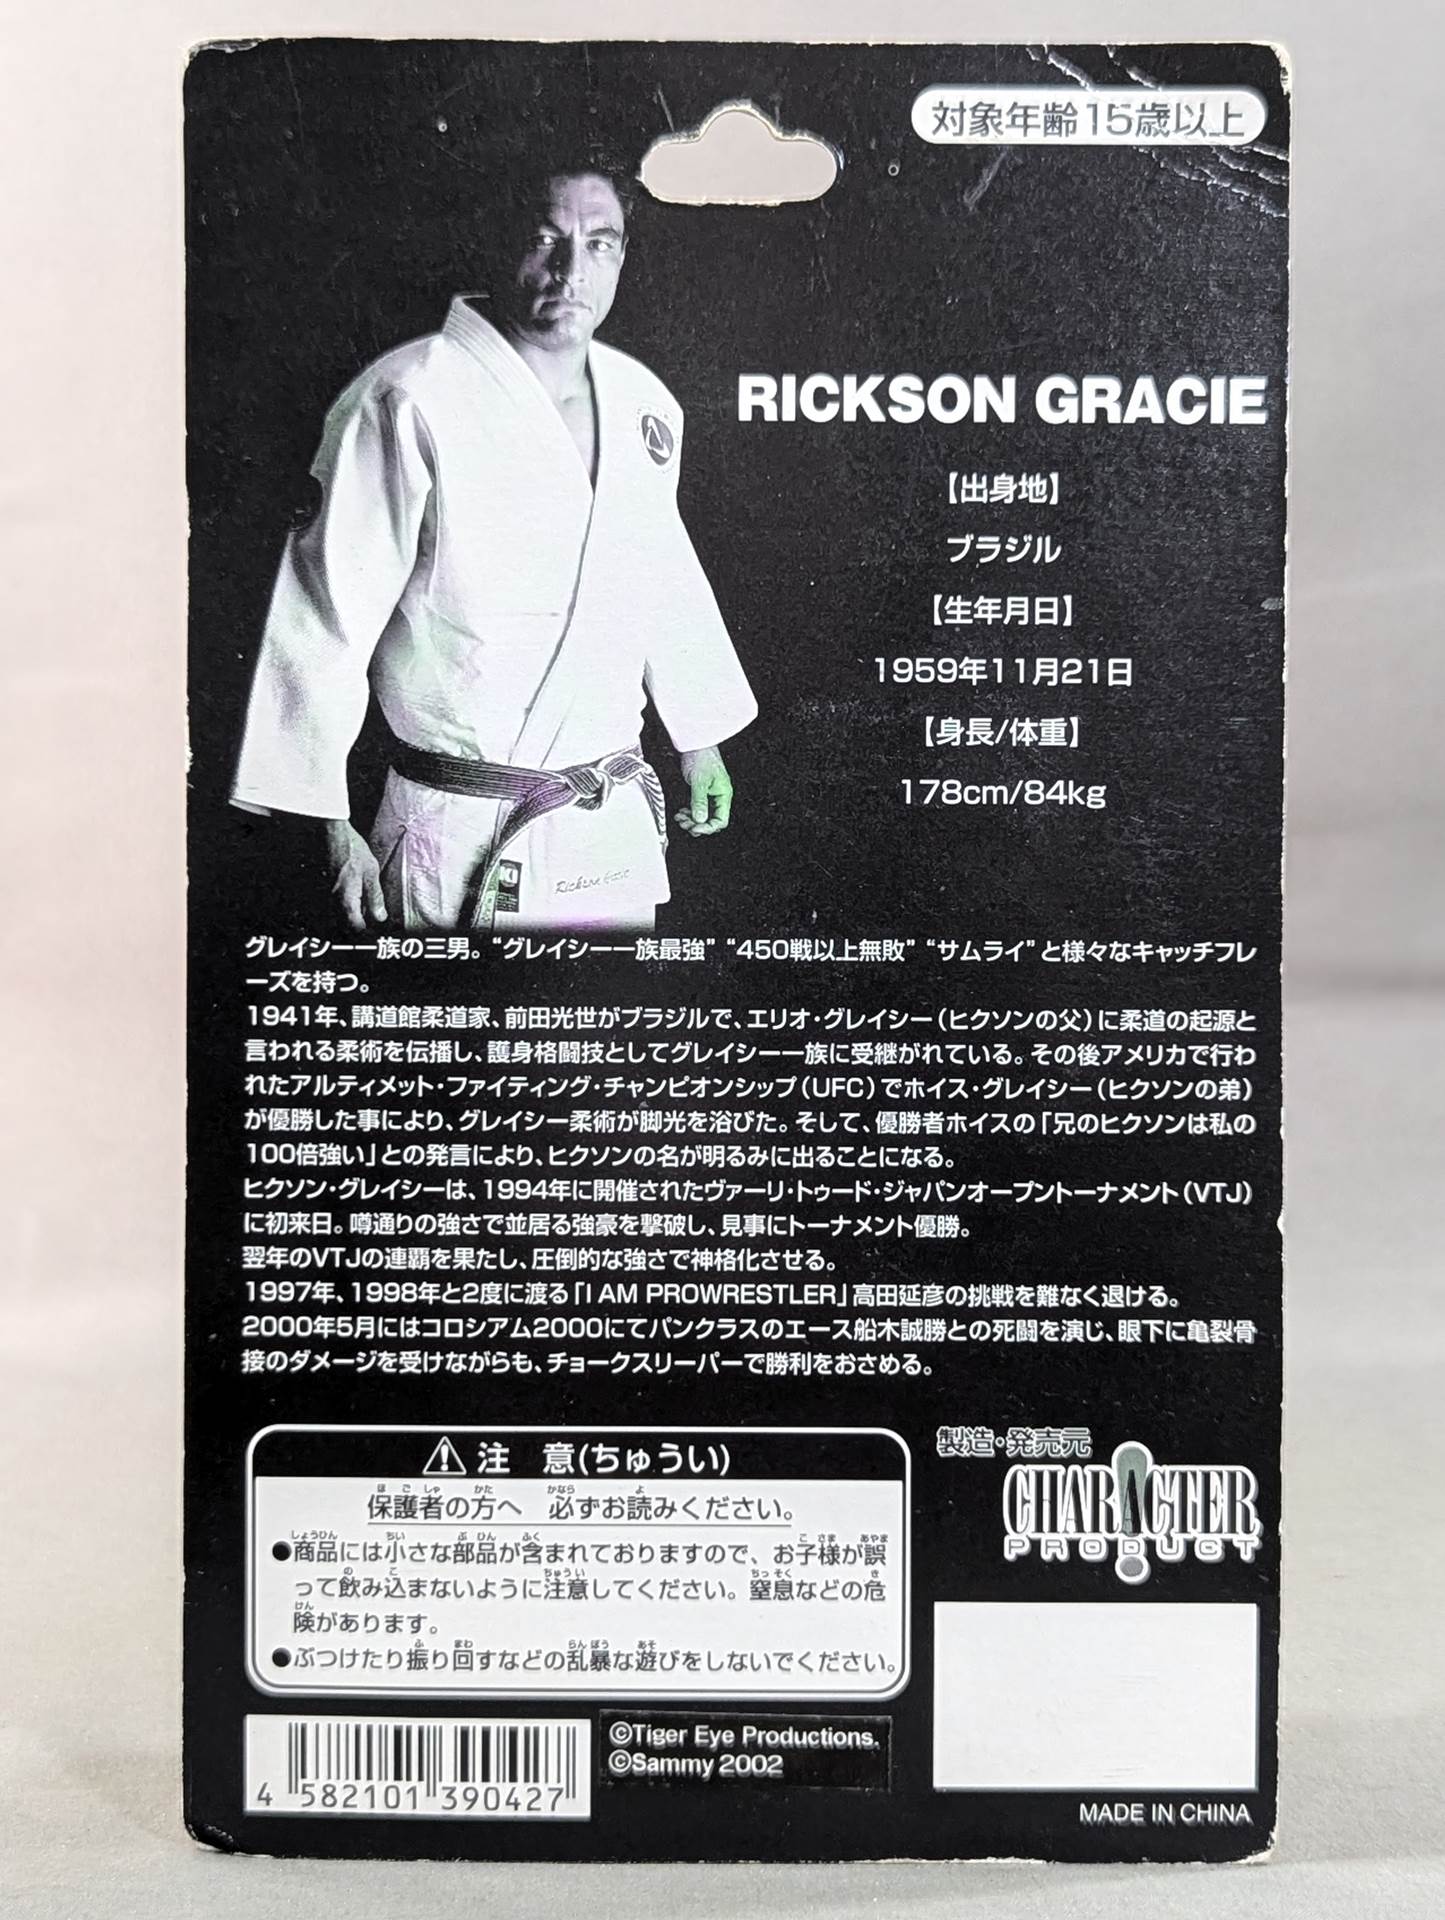 対象年齢15歳以上
RICKSON GRACIE
【出身地】
ブラジル
【生年月日】
1959年11月21日
【身長/体重】
178cm/84kg
Rickson Gracie
グレイシー一族の三男。“グレイシー一族最強”“450戦以上無敗”“サムライ”と様々なキャッチフレ
ーズを持つ。
1941年、講道館柔道家、前田光世がブラジルで、エリオ・グレイシー(ヒクソンの父)に柔道の起源と
言われる柔術を伝播し、護身格闘技としてグレイシー一族に受継がれている。その後アメリカで行わ
れたアルティメット・ファイティング・チャンピオンシップ(UFC)でホイス・グレイシー(ヒクソンの弟)
が優勝した事により、グレイシー柔術が脚光を浴びた。そして、優勝者ホイスの「兄のヒクソンは私の
100倍強い」との発言により、ヒクソンの名が明るみに出ることになる。
ヒクソン・グレイシーは、1994年に開催されたヴァーリ・トゥード・ジャパンオープントーナメント(VTJ)
に初来日。噂通りの強さで並居る強豪を撃破し、見事にトーナメント優勝。
翌年のVTJの連覇を果たし、圧倒的な強さで神格化させる。
1997年、1998年と2度に渡る「I AM PROWRESTLER」高田延彦の挑戦を難なく退ける。
2000年5月にはコロシアム2000にてパンクラスのエース船木誠勝との死闘を演じ、眼下に亀裂骨
接のダメージを受けながらも、チョークスリーパーで勝利をおさめる。
⚠注 意(ちゅうい)
保護者の方へ 必ずお読みください。
●商品には小さな部品が含まれておりますので、お子様が誤
って飲み込まないように注意してください。窒息などの危
険があります。
●ぶつけたり振り回すなどの乱暴な遊びをしないでください。
製造・発売元
CHARACTER
PRODUCT
4 582101 390427
©Tiger Eye Productions.
©Sammy 2002
MADE IN CHINA